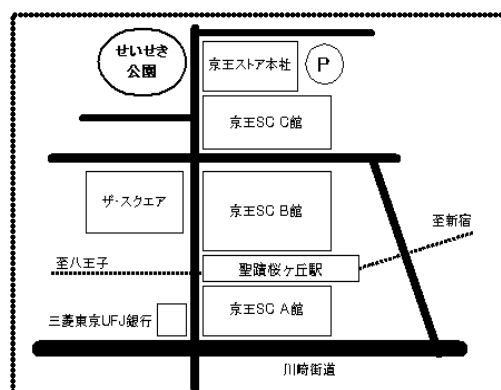 せいせき
公園
京王ストア本社
P
京王SC C館
ザ・スクエア
京王SC B館
至新宿
至八王子
聖蹟桜ヶ丘駅
三菱東京UFJ銀行
京王SC A館
川崎街道